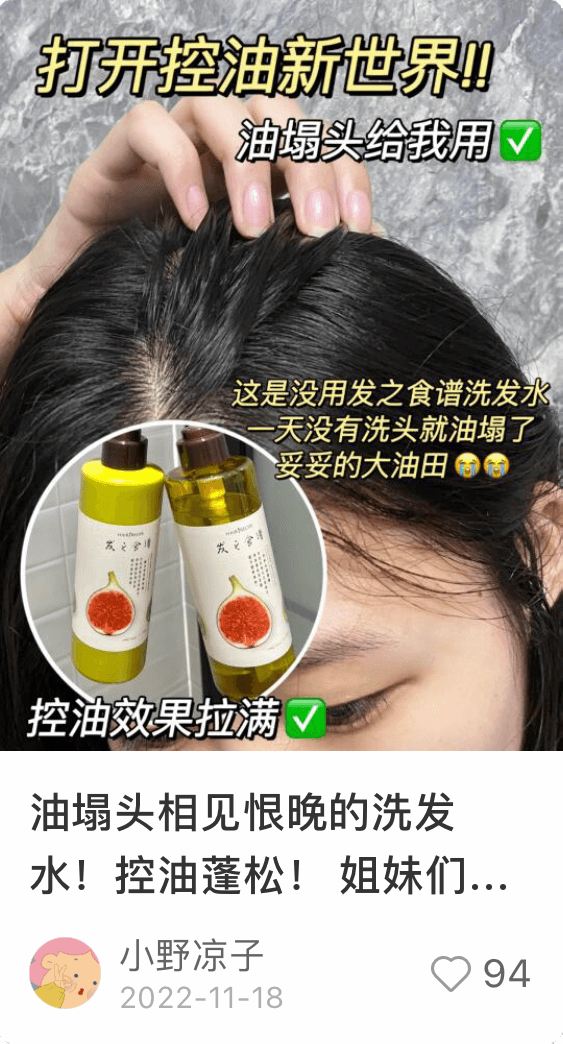 打开控油新世界!!
油塌头给我用✅
这是没用发之食谱洗发水
一天没有洗头就油塌了
妥妥的大油田😭😭
发之食谱
发之食谱
控油效果拉满✅
油塌头相见恨晚的洗发
水！控油蓬松！ 姐妹们...
小野凉子
2022-11-18
94